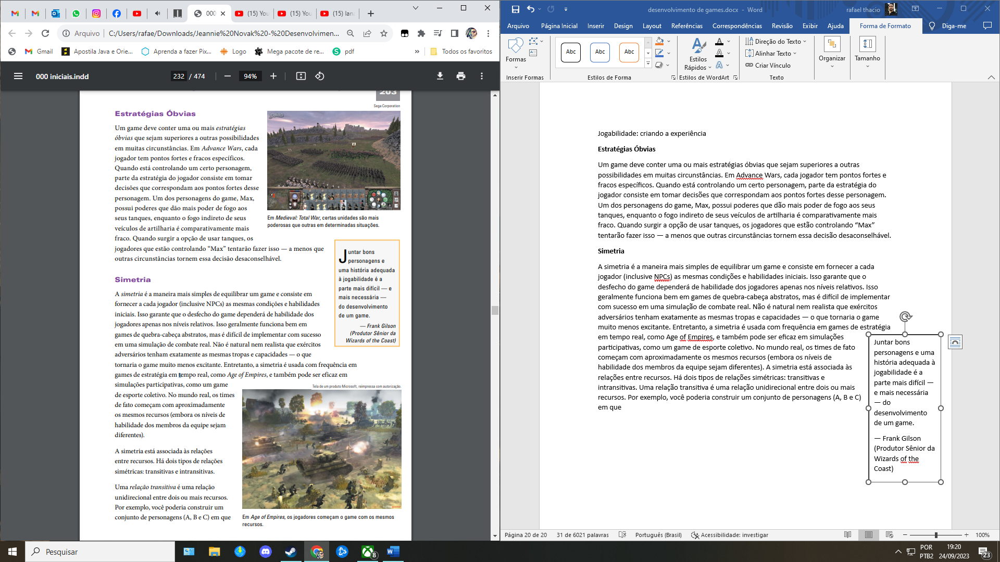 000
(15) You
(15) You
(15) Ian
Arquivo
C:/Users/rafae/Downloads/Jeannie%20Novak%20-%20Desenvolvimen...
Gmail
Apostila Java e Orie...
Aprenda a fazer Pix...
Logo
Mega pacote de re...
pdf
»
Todos os favoritos
000 iniciais.indd
232 / 474
94%
203
Sega Corporation
Estratégias Óbvias
Um game deve conter uma ou mais estratégias
óbvias que sejam superiores a outras possibilidades
em muitas circunstâncias. Em Advance Wars, cada
jogador tem pontos fortes e fracos específicos.
Quando está controlando um certo personagem,
parte da estratégia do jogador consiste em tomar
decisões que correspondam aos pontos fortes desse
personagem. Um dos personagens do game, Max,
possui poderes que dão mais poder de fogo aos
seus tanques, enquanto o fogo indireto de seus
veículos de artilharia é comparativamente mais
fraco. Quando surgir a opção de usar tanques, os
jogadores que estão controlando “Max” tentarão fazer isso — a menos que
outras circunstâncias tornem essa decisão desaconselhável.
Em Medieval: Total War, certas unidades são mais
poderosas que outras em determinadas situações.
Juntar bons
personagens e
uma história adequada
à jogabilidade é a
parte mais difícil — e
mais necessária —
do desenvolvimento
de um game.
— Frank Gilson
(Produtor Sênior da
Wizards of the Coast)
Simetria
A simetria é a maneira mais simples de equilibrar um game e consiste em
fornecer a cada jogador (inclusive NPCs) as mesmas condições e habilidades
iniciais. Isso garante que o desfecho do game dependerá de habilidade dos
jogadores apenas nos níveis relativos. Isso geralmente funciona bem em
games de quebra-cabeça abstratos, mas é difícil de implementar com sucesso
em uma simulação de combate real. Não é natural nem realista que exércitos
adversários tenham exatamente as mesmas tropas e capacidades — o que
tornaria o game muito menos excitante. Entretanto, a simetria é usada com frequência em
games de estratégia em tempo real, como Age of Empires, e também pode ser eficaz em
simulações participativas, como um game
de esporte coletivo. No mundo real, os times
de fato começam com aproximadamente
os mesmos recursos (embora os níveis de
habilidade dos membros da equipe sejam
diferentes).
A simetria está associada às relações
entre recursos. Há dois tipos de relações
simétricas: transitivas e intransitivas.
Uma relação transitiva é uma relação
unidirecional entre dois ou mais recursos.
Por exemplo, você poderia construir um
conjunto de personagens (A, B e C) em que
Tela de um produto Microsoft, reimpressa com autorização.
Em Age of Empires, os jogadores começam o game com os mesmos
recursos.
desenvolvimento de games.docx - Word
rafael thacio
Arquivo
Página Inicial
Inserir
Design
Layout
Referências
Correspondências
Revisão
Exibir
Ajuda
Forma de Formato
Diga-me
Formas
Inserir Formas
Abc
Abc
Abc
Estilos de Forma
Estilos
Rápidos
Estilos de WordArt
Direção do Texto
Alinhar Texto
Criar Vínculo
Texto
Organizar
Tamanho
Jogabilidade: criando a experiência
Estratégias Óbvias
Um game deve conter uma ou mais estratégias óbvias que sejam superiores a outras
possibilidades em muitas circunstâncias. Em Advance Wars, cada jogador tem pontos fortes e
fracos específicos. Quando está controlando um certo personagem, parte da estratégia do
jogador consiste em tomar decisões que correspondam aos pontos fortes desse personagem.
Um dos personagens do game, Max, possui poderes que dão mais poder de fogo aos seus
tanques, enquanto o fogo indireto de seus veículos de artilharia é comparativamente mais
fraco. Quando surgir a opção de usar tanques, os jogadores que estão controlando “Max”
tentarão fazer isso — a menos que outras circunstâncias tornem essa decisão desaconselhável.
Simetria
A simetria é a maneira mais simples de equilibrar um game e consiste em fornecer a cada
jogador (inclusive NPCs) as mesmas condições e habilidades iniciais. Isso garante que o
desfecho do game dependerá de habilidade dos jogadores apenas nos níveis relativos. Isso
geralmente funciona bem em games de quebra-cabeça abstratos, mas é difícil de implementar
com sucesso em uma simulação de combate real. Não é natural nem realista que exércitos
adversários tenham exatamente as mesmas tropas e capacidades — o que tornaria o game
muito menos excitante. Entretanto, a simetria é usada com frequência em games de estratégia
em tempo real, como Age of Empires, e também pode ser eficaz em simulações
participativas, como um game de esporte coletivo. No mundo real, os times de fato
começam com aproximadamente os mesmos recursos (embora os níveis de
habilidade dos membros da equipe sejam diferentes). A simetria está associada às
relações entre recursos. Há dois tipos de relações simétricas: transitivas e
intransitivas. Uma relação transitiva é uma relação unidirecional entre dois ou mais
recursos. Por exemplo, você poderia construir um conjunto de personagens (A, B e C)
em que
Juntar bons
personagens e uma
história adequada à
jogabilidade é a
parte mais difícil —
e mais necessária
— do
desenvolvimento
de um game.
— Frank Gilson
(Produtor Sênior da
Wizards of the
Coast)
Página 20 de 20
31 de 6021 palavras
Português (Brasil)
Acessibilidade: investigar
100%
Pesquisar
8
POR
PTB2
19:20
24/09/2023
23